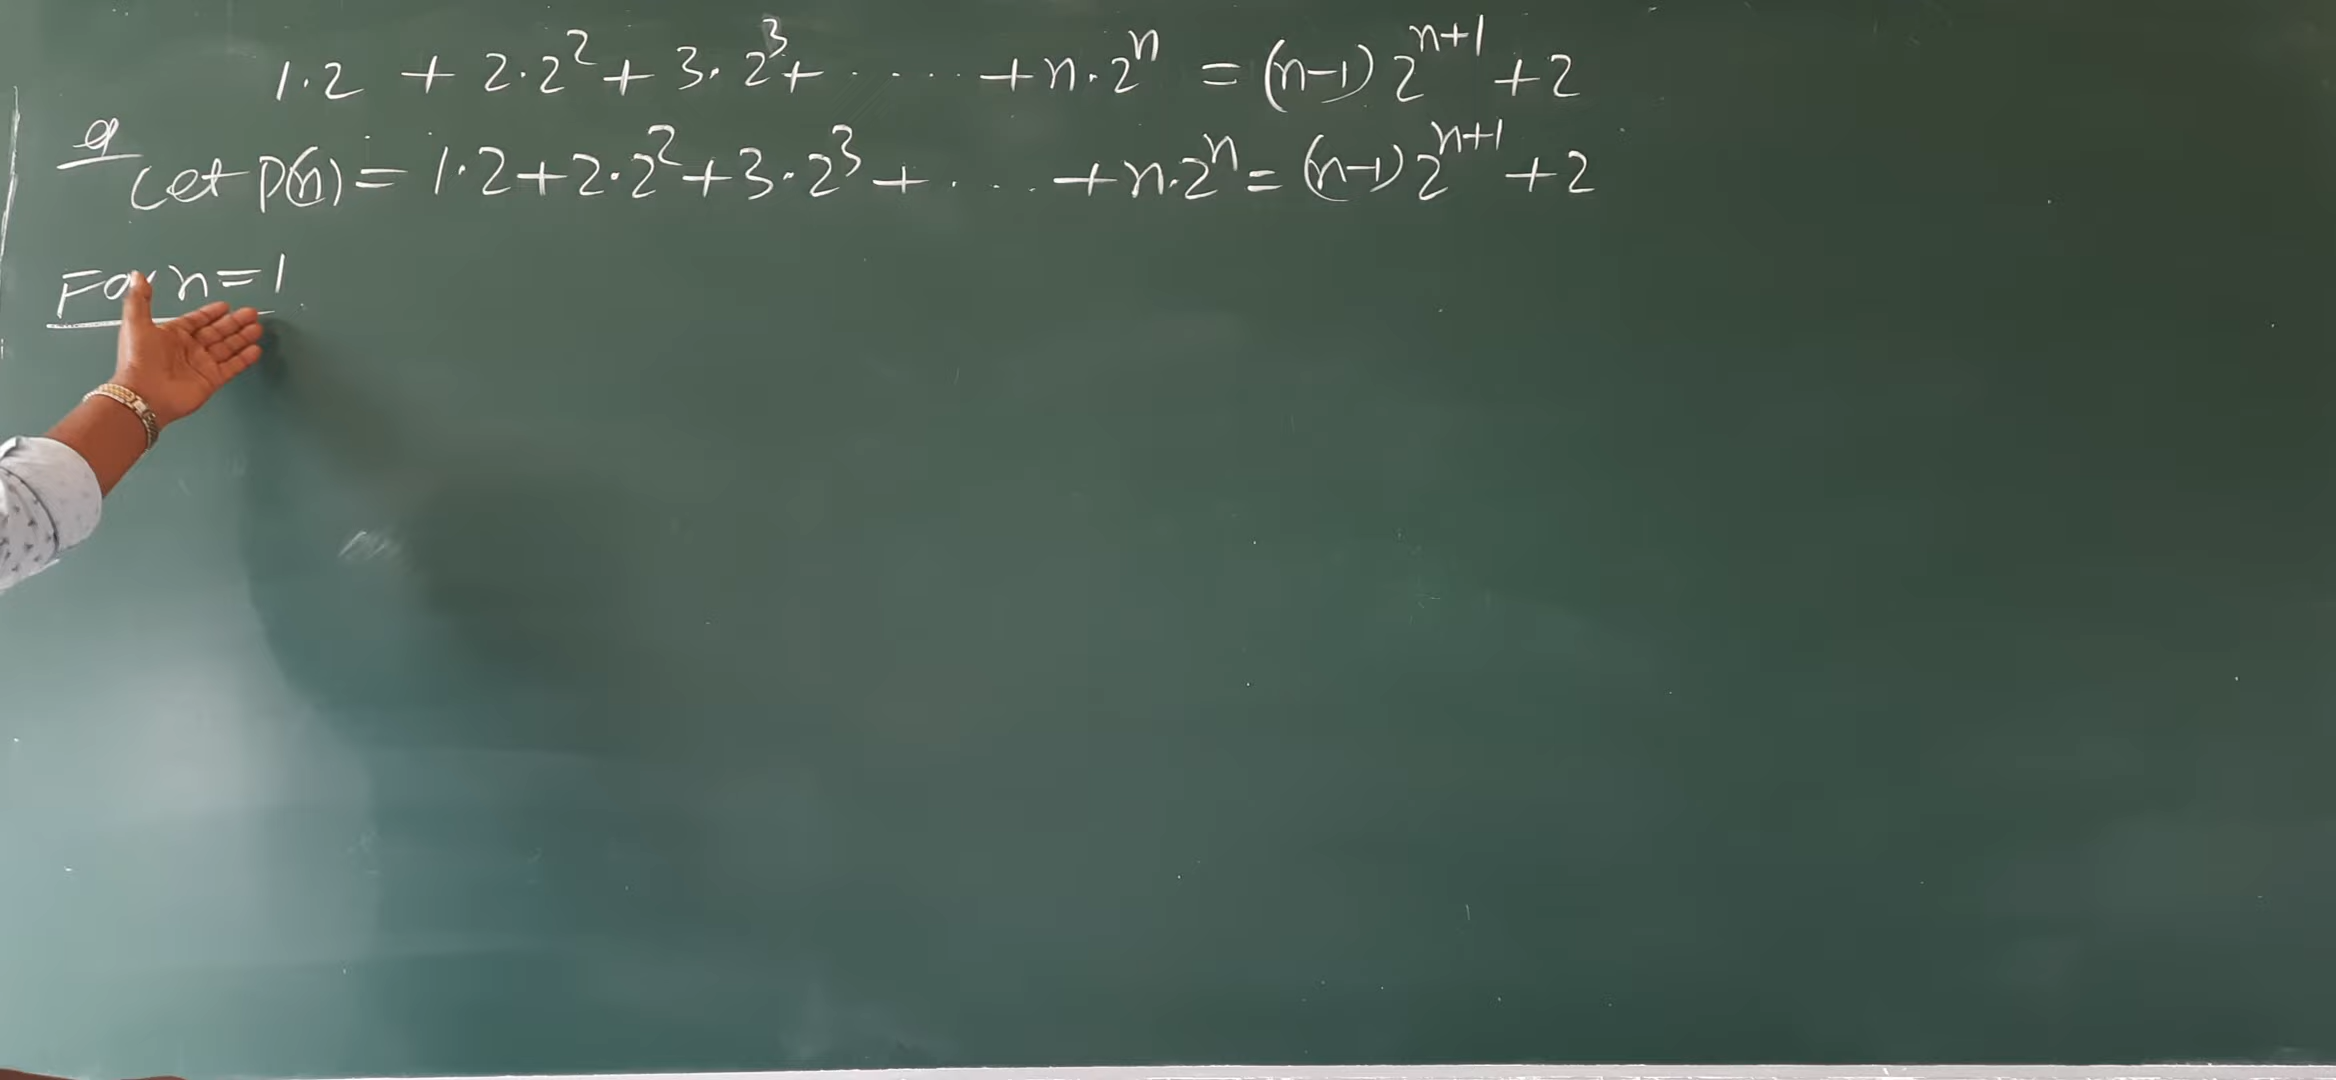 1·2 + 2·2² + 3·2³ + ..... + n·2ⁿ = (n-1) 2ⁿ⁺¹ + 2
Let P(n) = 1·2 + 2·2² + 3·2³ + .... + n·2ⁿ = (n-1) 2ⁿ⁺¹ + 2
For n=1